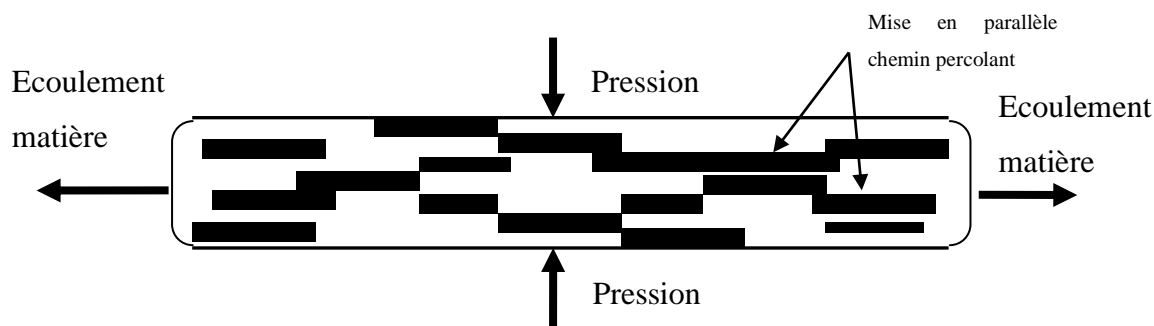 Mise en parallèle
chemin percolant
Ecoulement
matière
Pression
Ecoulement
matière
Pression